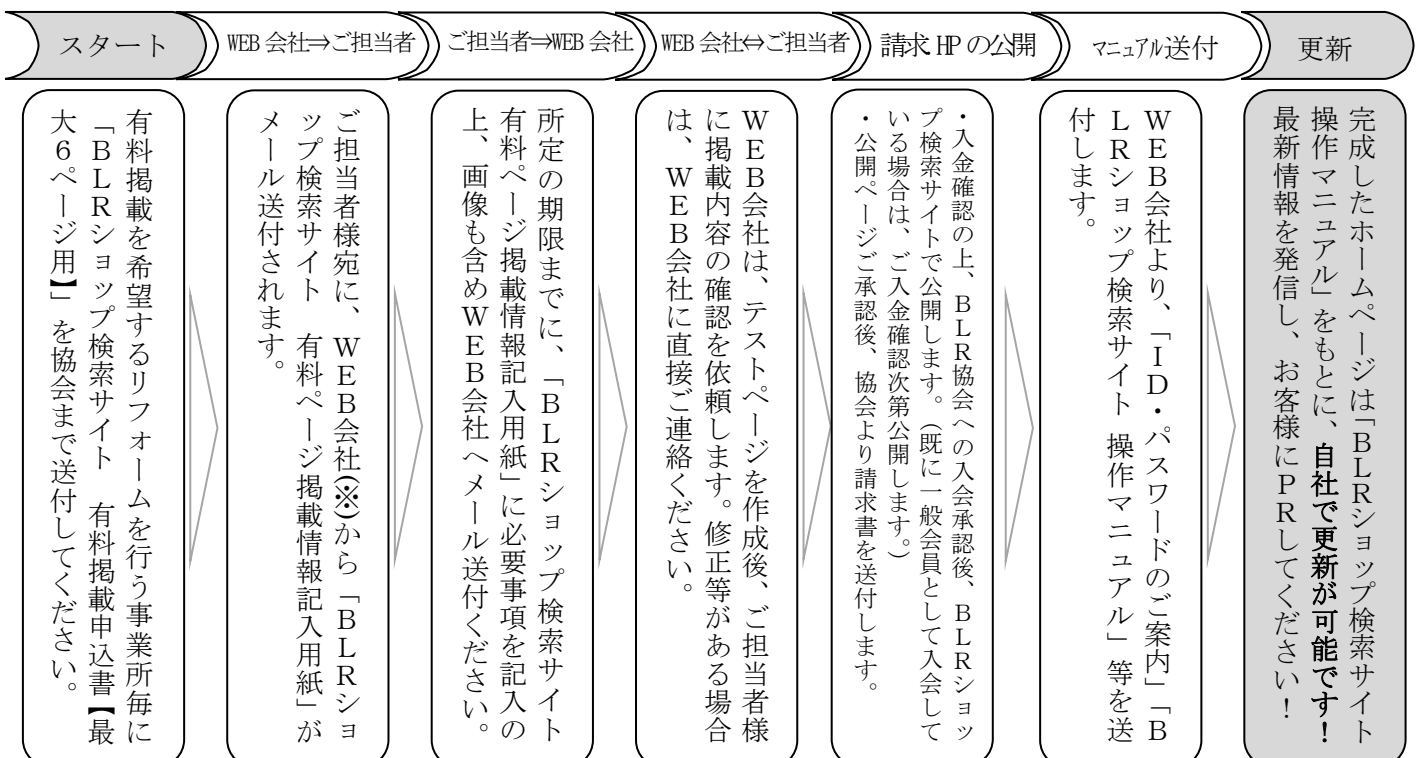 スタート
WEB会社⇒ご担当者
ご担当者⇒WEB会社
WEB会社⇔ご担当者
請求HPの公開
マニュアル送付
更新
有料掲載を希望するリフォームを行う事業所毎に
「BLRショップ検索サイト 有料掲載申込書【最
大6ページ用】」を協会まで送付してください。
ご担当者様宛に、WEB会社(※)から「BLRショ
ップ検索サイト 有料ページ掲載情報記入用紙」が
メール送付されます。
所定の期限までに、「BLRショップ検索サイト
有料ページ掲載情報記入用紙」に必要事項を記入の
上、画像も含めWEB会社へメール送付ください。
WEB会社は、テストページを作成後、ご担当者様
に掲載内容の確認を依頼します。修正等がある場合
は、WEB会社に直接ご連絡ください。
・入金確認の上、BLR協会への入会承認後、BLRショッ
プ検索サイトで公開します。(既に一般会員として入会して
いる場合は、ご入金確認次第公開します。)
・公開ページご承認後、協会より請求書を送付します。
WEB会社より、「ID・パスワードのご案内」「B
LRショップ検索サイト 操作マニュアル」等を送
付します。
完成したホームページは「BLRショップ検索サイト
操作マニュアル」をもとに、自社で更新が可能です！
最新情報を発信し、お客様にPRしてください！